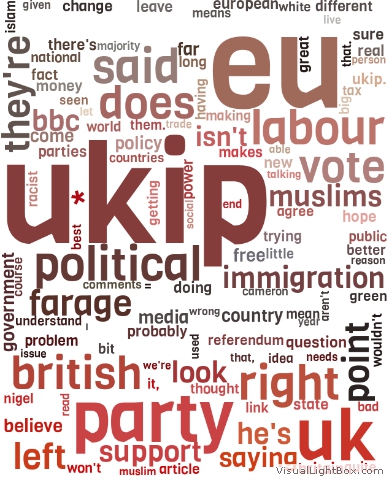 islam given change leave european white different
means live
they're there's majority far said eu great that. sure
national long real
fact person
money ukip.
seen does having big tax
bbc let world them. trade making isn't labour
come policy
parties countries makes able
new vote
talking
racist ukip * getting social power end muslims
best agree hope
trying public
political free little better
reason
government course comments = doing immigration
cameron green
farage media wrong country mean aren't
understand probably year point wouldn't
problem bit used referendum question
issue that, idea needs
british we're look right
it, thought
nigel read party link state bad
believe he's uk
left support saying
won't muslim article
VisualLightBox.com